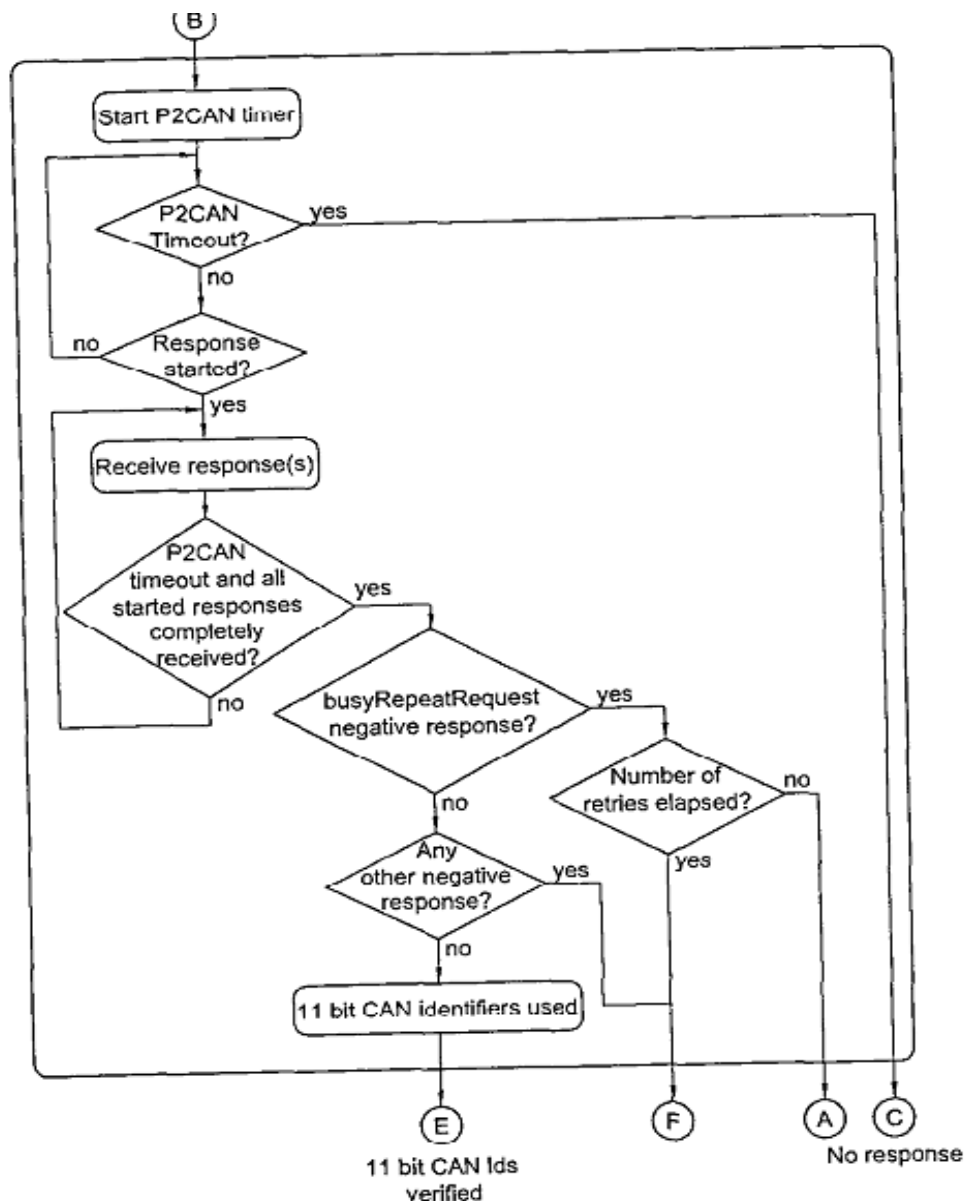 B
Start P2CAN timer
P2CAN
Timeout?
yes
no
no
Response
started?
yes
Receive response(s)
P2CAN
timeout and all
started responses
completely
received?
yes
no
busyRepeatRequest
negative response?
yes
no
Number of
retries elapsed?
no
yes
Any
other negative
response?
yes
no
11 bit CAN identifiers used
E
F
A
C
No response
11 bit CAN Ids
verified